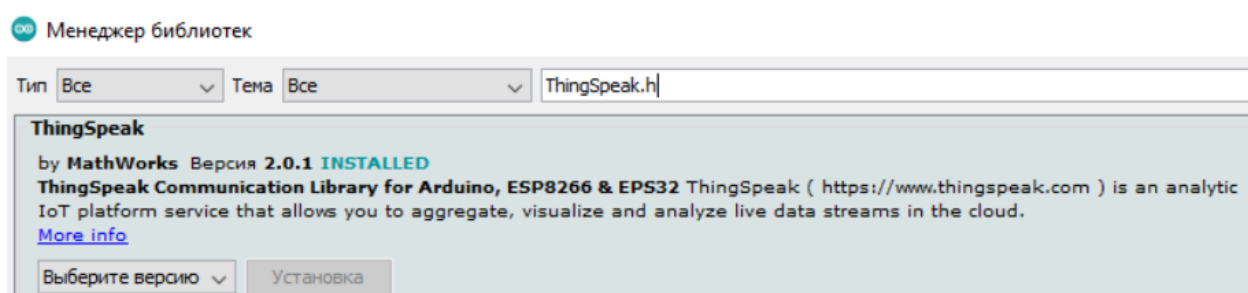 Менеджер библиотек
Тип Все Тема Все ThingSpeak.h
ThingSpeak
by MathWorks Версия 2.0.1 INSTALLED
ThingSpeak Communication Library for Arduino, ESP8266 & EPS32 ThingSpeak ( https://www.thingspeak.com ) is an analytic
IoT platform service that allows you to aggregate, visualize and analyze live data streams in the cloud.
More info
Выберите версию Установка